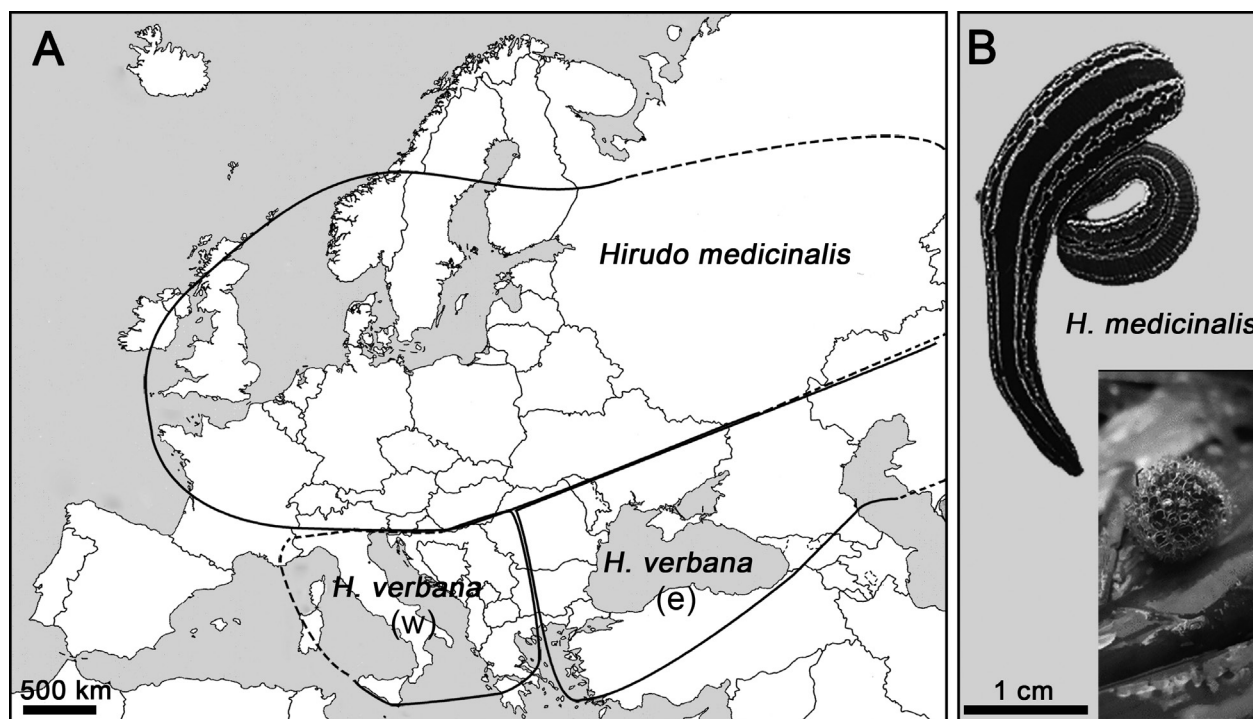 A
Hirudo medicinalis
H. verbana
(w)
H. verbana
(e)
500 km
B
H. medicinalis
1 cm